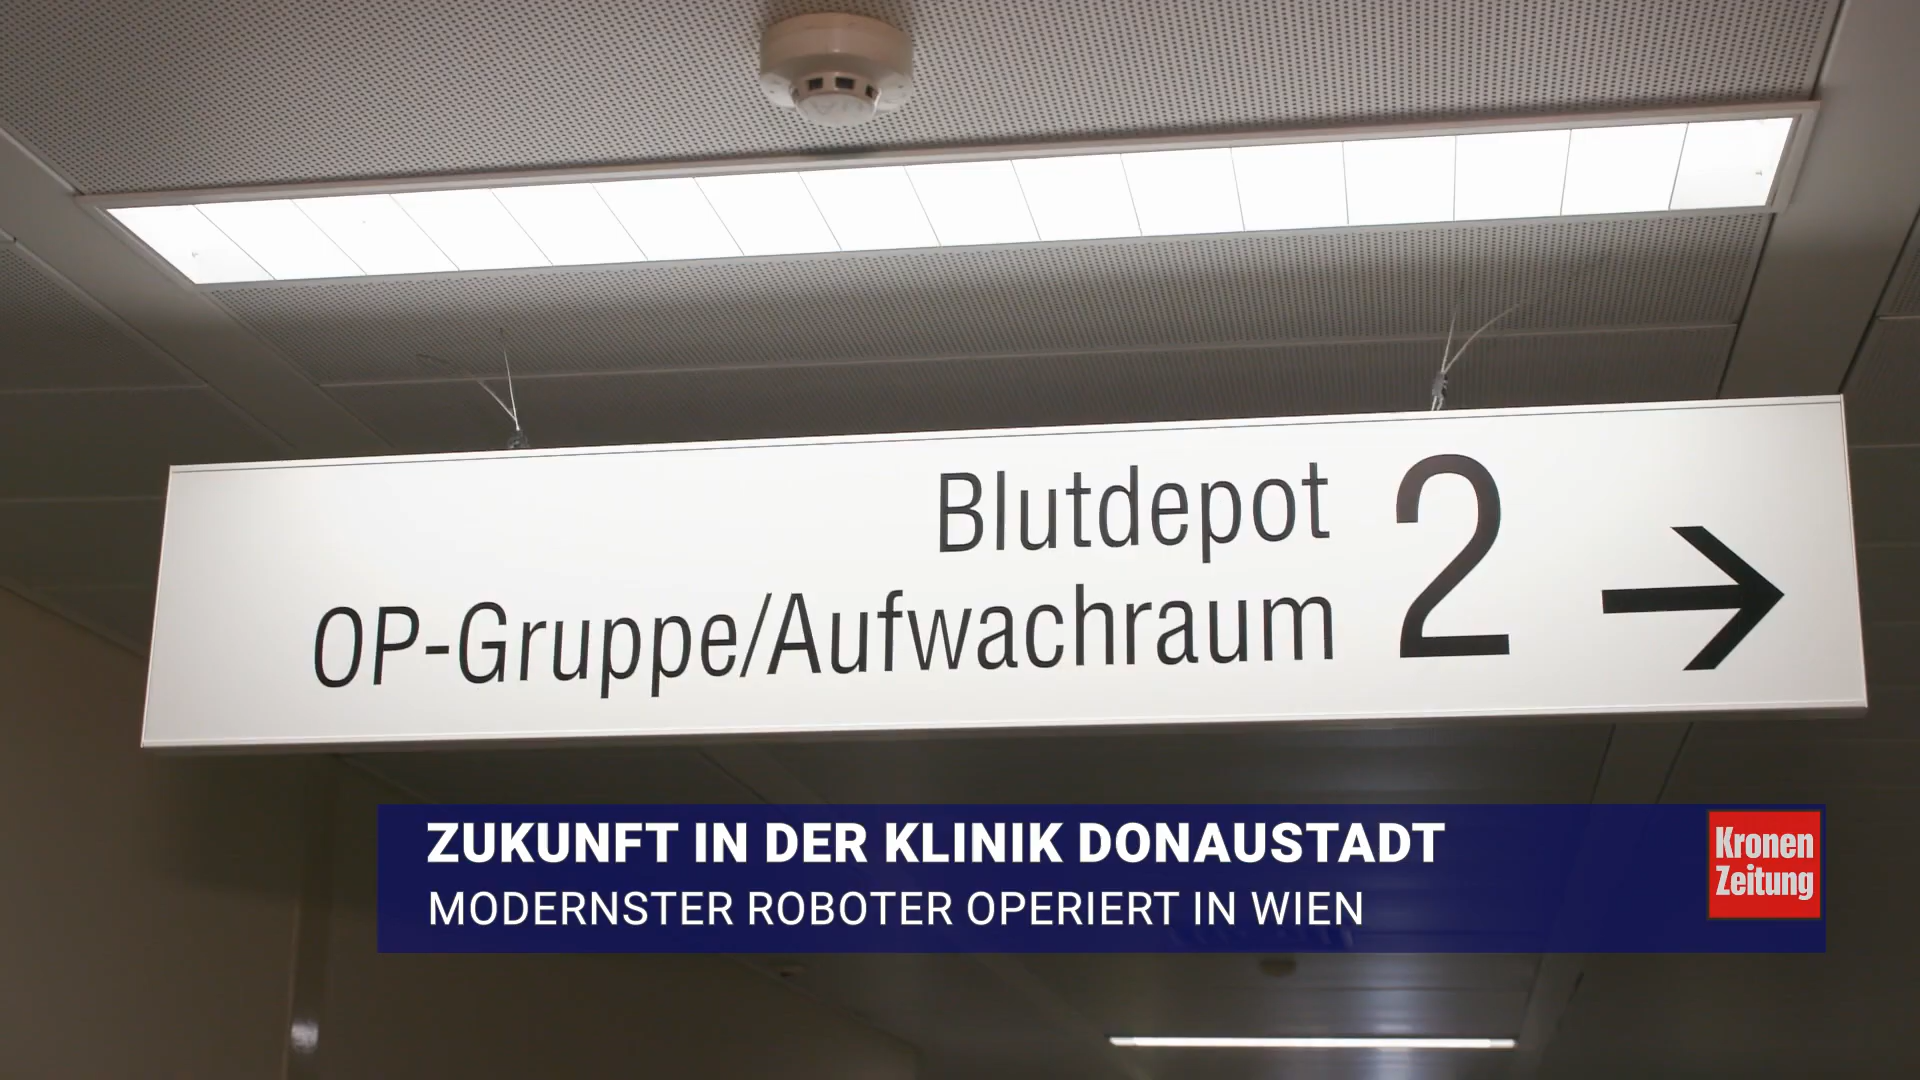 Blutdepot
OP-Gruppe/Aufwachraum
2
ZUKUNFT IN DER KLINIK DONAUSTADT
MODERNSTER ROBOTER OPERIERT IN WIEN
Kronen
Zeitung